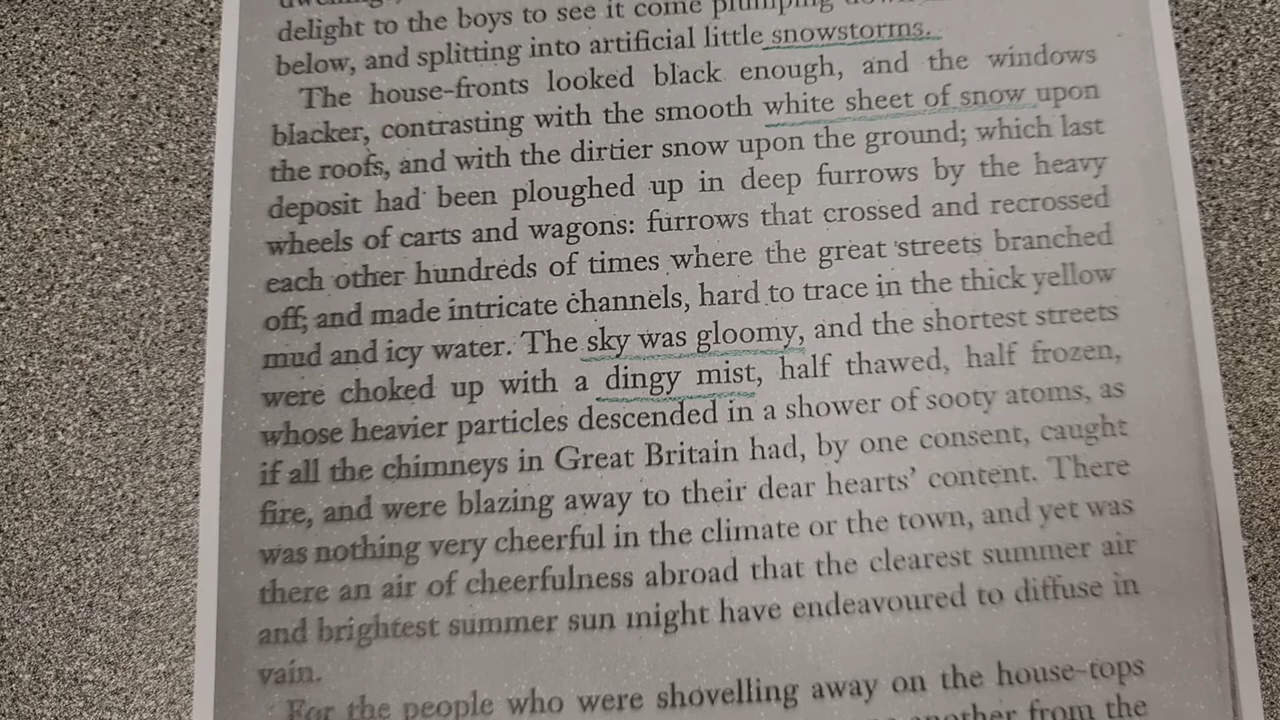 delight to the boys to see it come plumping
below, and splitting into artificial little snowstorms.
The house-fronts looked black enough, and the windows
blacker, contrasting with the smooth white sheet of snow upon
the roofs, and with the dirtier snow upon the ground; which last
deposit had been ploughed up in deep furrows by the heavy
wheels of carts and wagons: furrows that crossed and recrossed
each other hundreds of times where the great streets branched
off; and made intricate channels, hard to trace in the thick yellow
mud and icy water. The sky was gloomy, and the shortest streets
were choked up with a dingy mist, half thawed, half frozen,
whose heavier particles descended in a shower of sooty atoms, as
if all the chimneys in Great Britain had, by one consent, caught
fire, and were blazing away to their dear hearts' content. There
was nothing very cheerful in the climate or the town, and yet was
there an air of cheerfulness abroad that the clearest summer air
and brightest summer sun might have endeavoured to diffuse in
vain.
For the people who were shovelling away on the house-tops
another from the